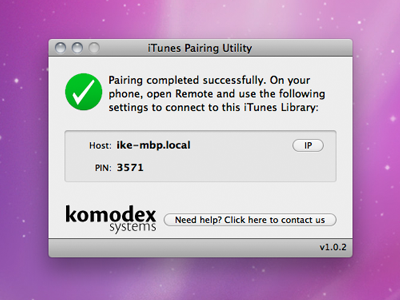 iTunes Pairing Utility
Pairing completed successfully. On your
phone, open Remote and use the following
settings to connect to this iTunes Library:
Host: ike-mbp.local IP
PIN: 3571
komodex
systems
Need help? Click here to contact us
v1.0.2